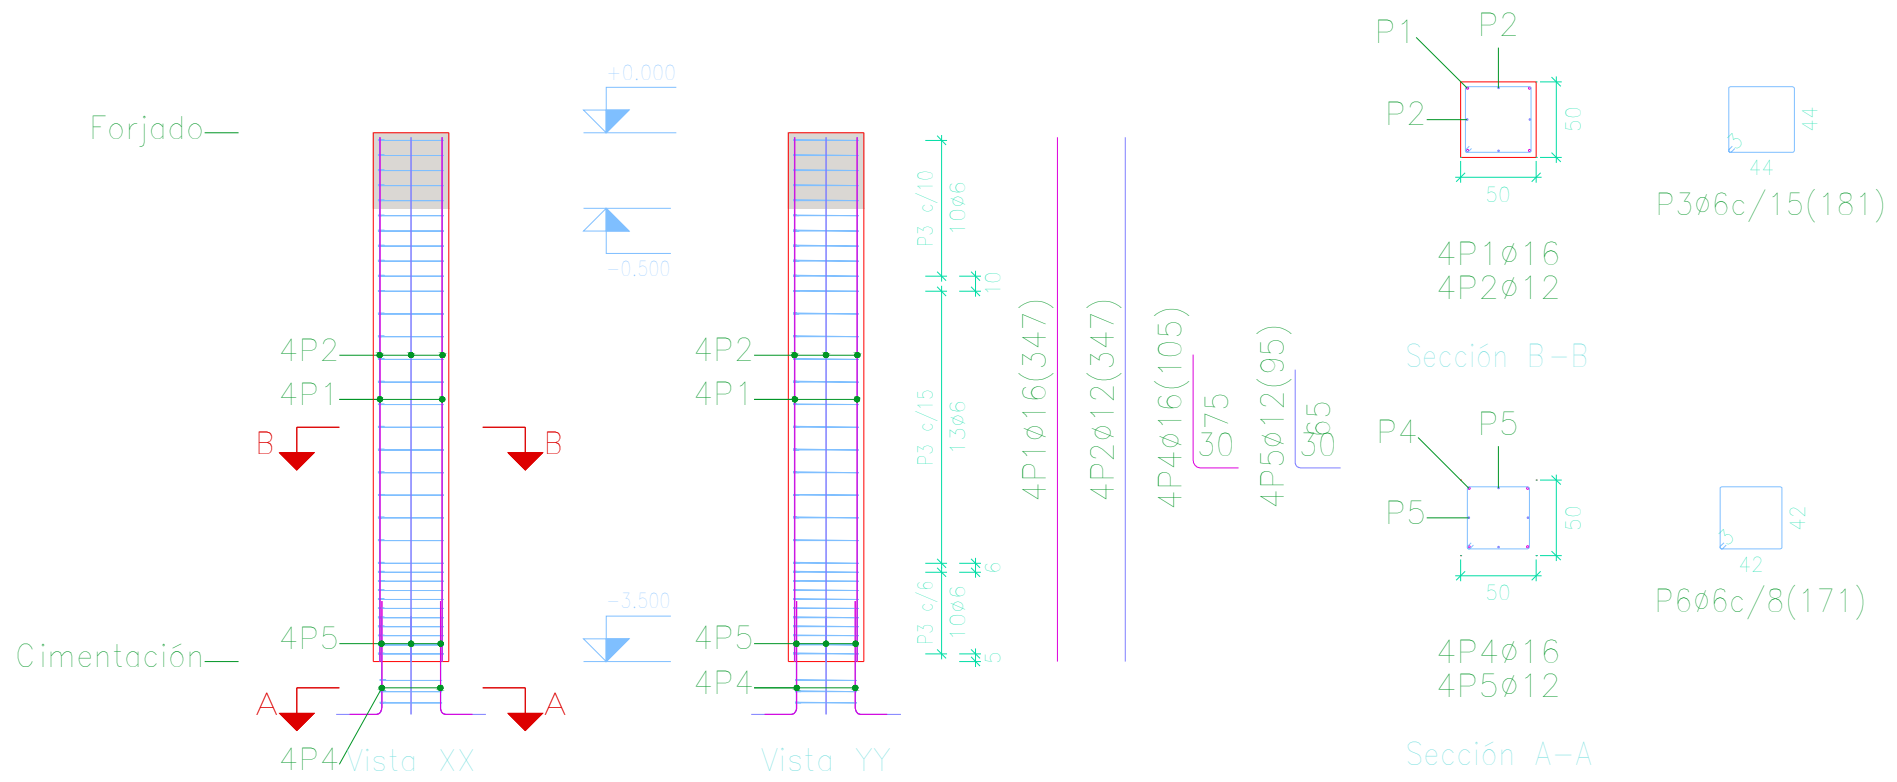 Forjado
Cimentación
4P2
4P1
B
B
4P5
A
A
4P4
Vista XX
+0.000
-0.500
-3.500
4P2
4P1
4P5
4P4
Vista YY
P3 c/10
10ø6
10
P3 c/15
13ø6
6
P3 c/6
10ø6
5
4P1ø16(347)
4P2ø12(347)
4P4ø16(105)
75
30
4P5ø12(95)
65
30
P1
P2
P2
50
50
4P1ø16
4P2ø12
Sección B-B
44
5
44
P3ø6c/15(181)
P4
P5
P5
50
50
4P4ø16
4P5ø12
Sección A-A
42
5
42
P6ø6c/8(171)